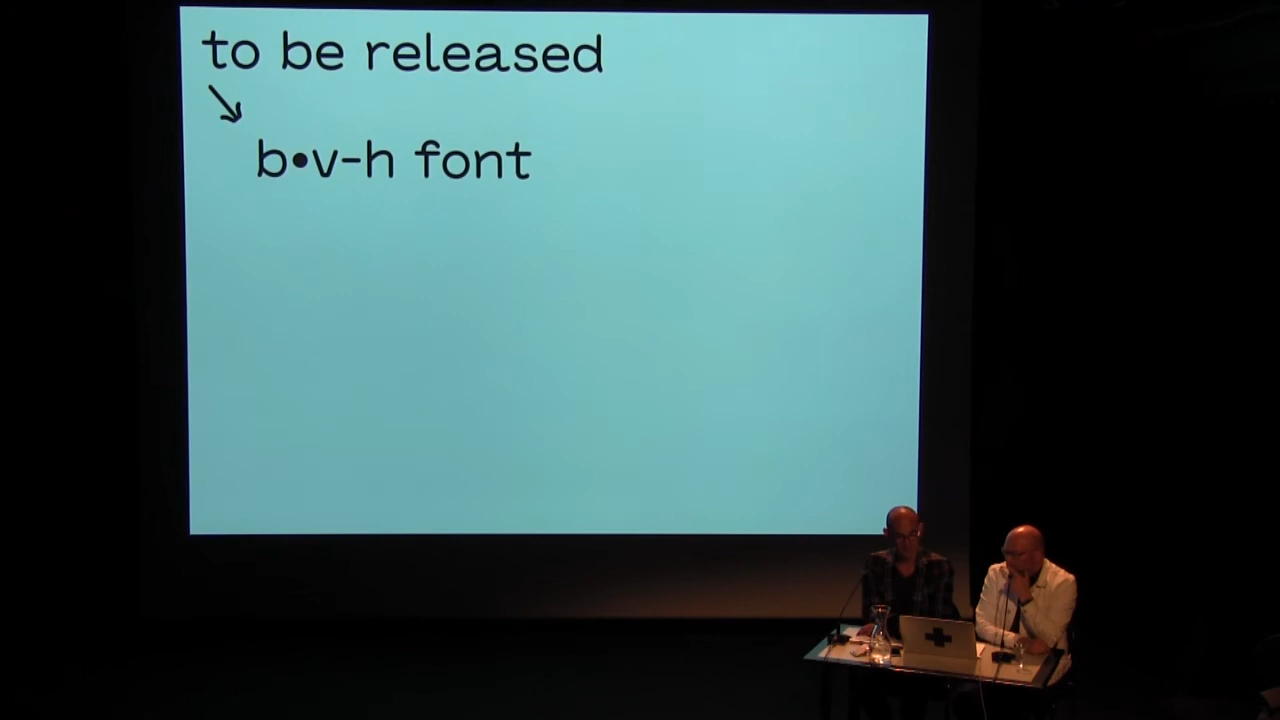 to be released
↘
b•v-h font